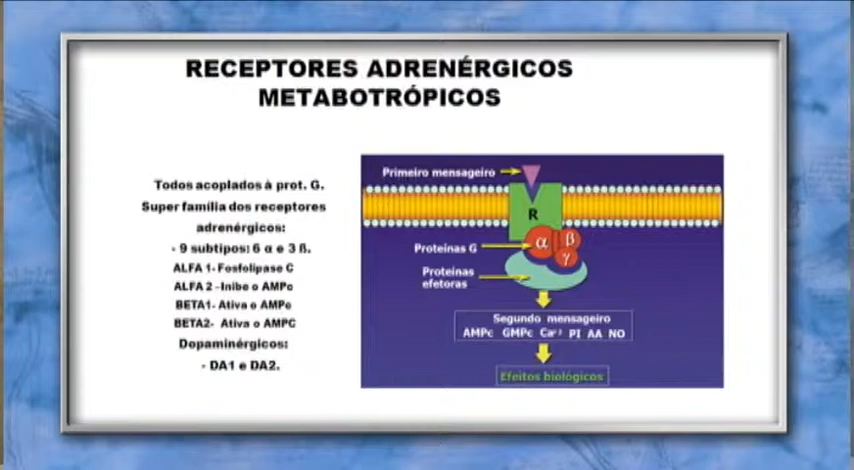 RECEPTORES ADRENÉRGICOS
METABOTRÓPICOS
Todos acoplados à prot. G.
Super família dos receptores
adrenérgicos:
- 9 subtipos: 6 α e 3 ß.
ALFA 1- Fosfolipase C
ALFA 2 -Inibe o AMPc
BETA1- Ativa o AMPc
BETA2- Ativa o AMPC
Dopaminérgicos:
- DA1 e DA2.
Primeiro mensageiro
R
Proteínas G
α β
γ
Proteínas
efetoras
Segundo mensageiro
AMPc GMPc Ca⁺² PI AA NO
Efeitos biológicos